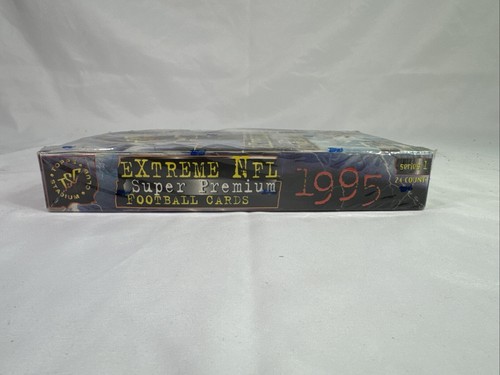 EXTREME NFL
Super Premium
FOOTBALL CARDS
1995
series 1
24 COUNT